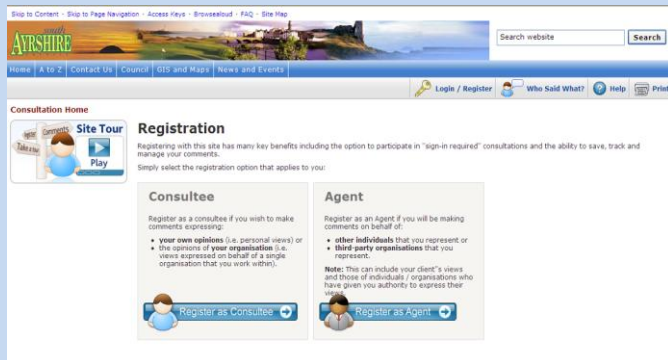 Skip to Content - Skip to Page Navigation - Access Keys - Browsealoud - FAQ - Site Map
south
AYRSHIRE
Search website
Search
Home
A to Z
Contact Us
Council
GIS and Maps
News and Events
Login / Register
Who Said What?
Help
Print
Consultation Home
Register
Comments
Take a tour
Site Tour
Play
Registration
Registering with this site has many key benefits including the option to participate in "sign-in required" consultations and the ability to save, track and
manage your comments.
Simply select the registration option that applies to you:
Consultee
Register as a consultee if you wish to make
comments expressing:
• your own opinions (i.e. personal views) or
• the opinions of your organisation (i.e.
views expressed on behalf of a single
organisation that you work within).
Register as Consultee
Agent
Register as an Agent if you will be making
comments on behalf of:
• other individuals that you represent or
• third-party organisations that you
represent.
Note: This can include your client"s views
and those of individuals / organisations who
have given you authority to express their
views.
Register as Agent